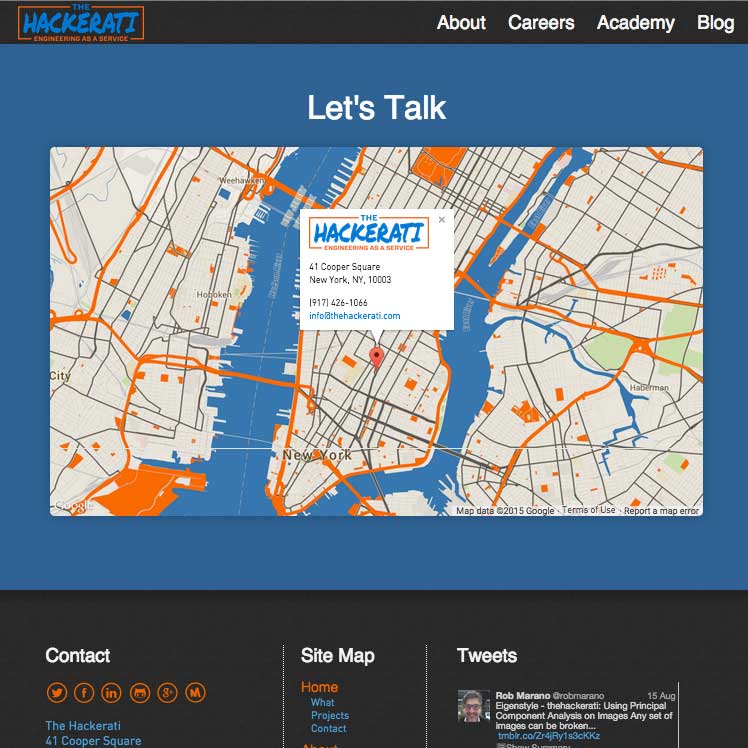 THE
HACKERATI
ENGINEERING AS A SERVICE
About Careers Academy Blog
Let's Talk
Weehawken
Hoboken
City
New York
Haberman
THE
HACKERATI
ENGINEERING AS A SERVICE
41 Cooper Square
New York, NY, 10003
(917) 426-1066
info@thehackerati.com
Google
Map data ©2015 Google · Terms of Use · Report a map error
Contact
The Hackerati
41 Cooper Square
Site Map
Home
What
Projects
Contact
About
Tweets
Rob Marano @robmarano 15 Aug
Eigenstyle - thehackerati: Using Principal
Component Analysis on Images Any set of
images can be broken...
tmblr.co/Zr4jRy1s3cKKz
Show Summary